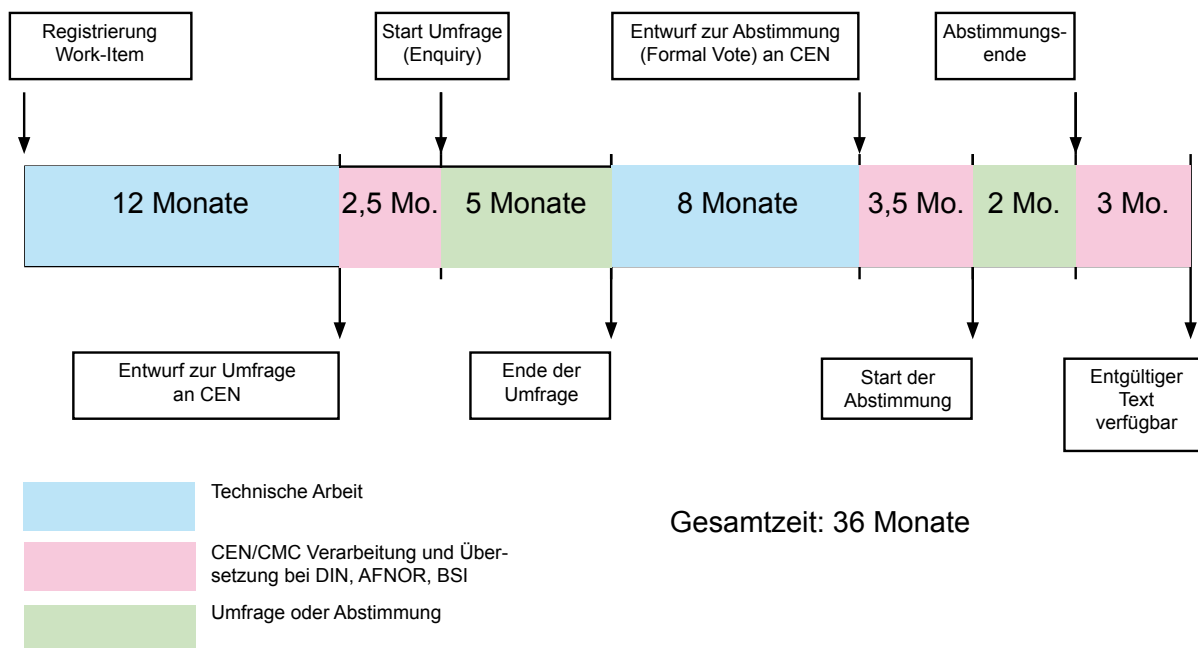 Registrierung
Work-Item
Start Umfrage
(Enquiry)
Entwurf zur Abstimmung
(Formal Vote) an CEN
Abstimmungs-
ende
12 Monate
2,5 Mo.
5 Monate
8 Monate
3,5 Mo.
2 Mo.
3 Mo.
Entwurf zur Umfrage
an CEN
Ende der
Umfrage
Start der
Abstimmung
Entgültiger
Text
verfügbar
Technische Arbeit
Gesamtzeit: 36 Monate
CEN/CMC Verarbeitung und Über-
setzung bei DIN, AFNOR, BSI
Umfrage oder Abstimmung